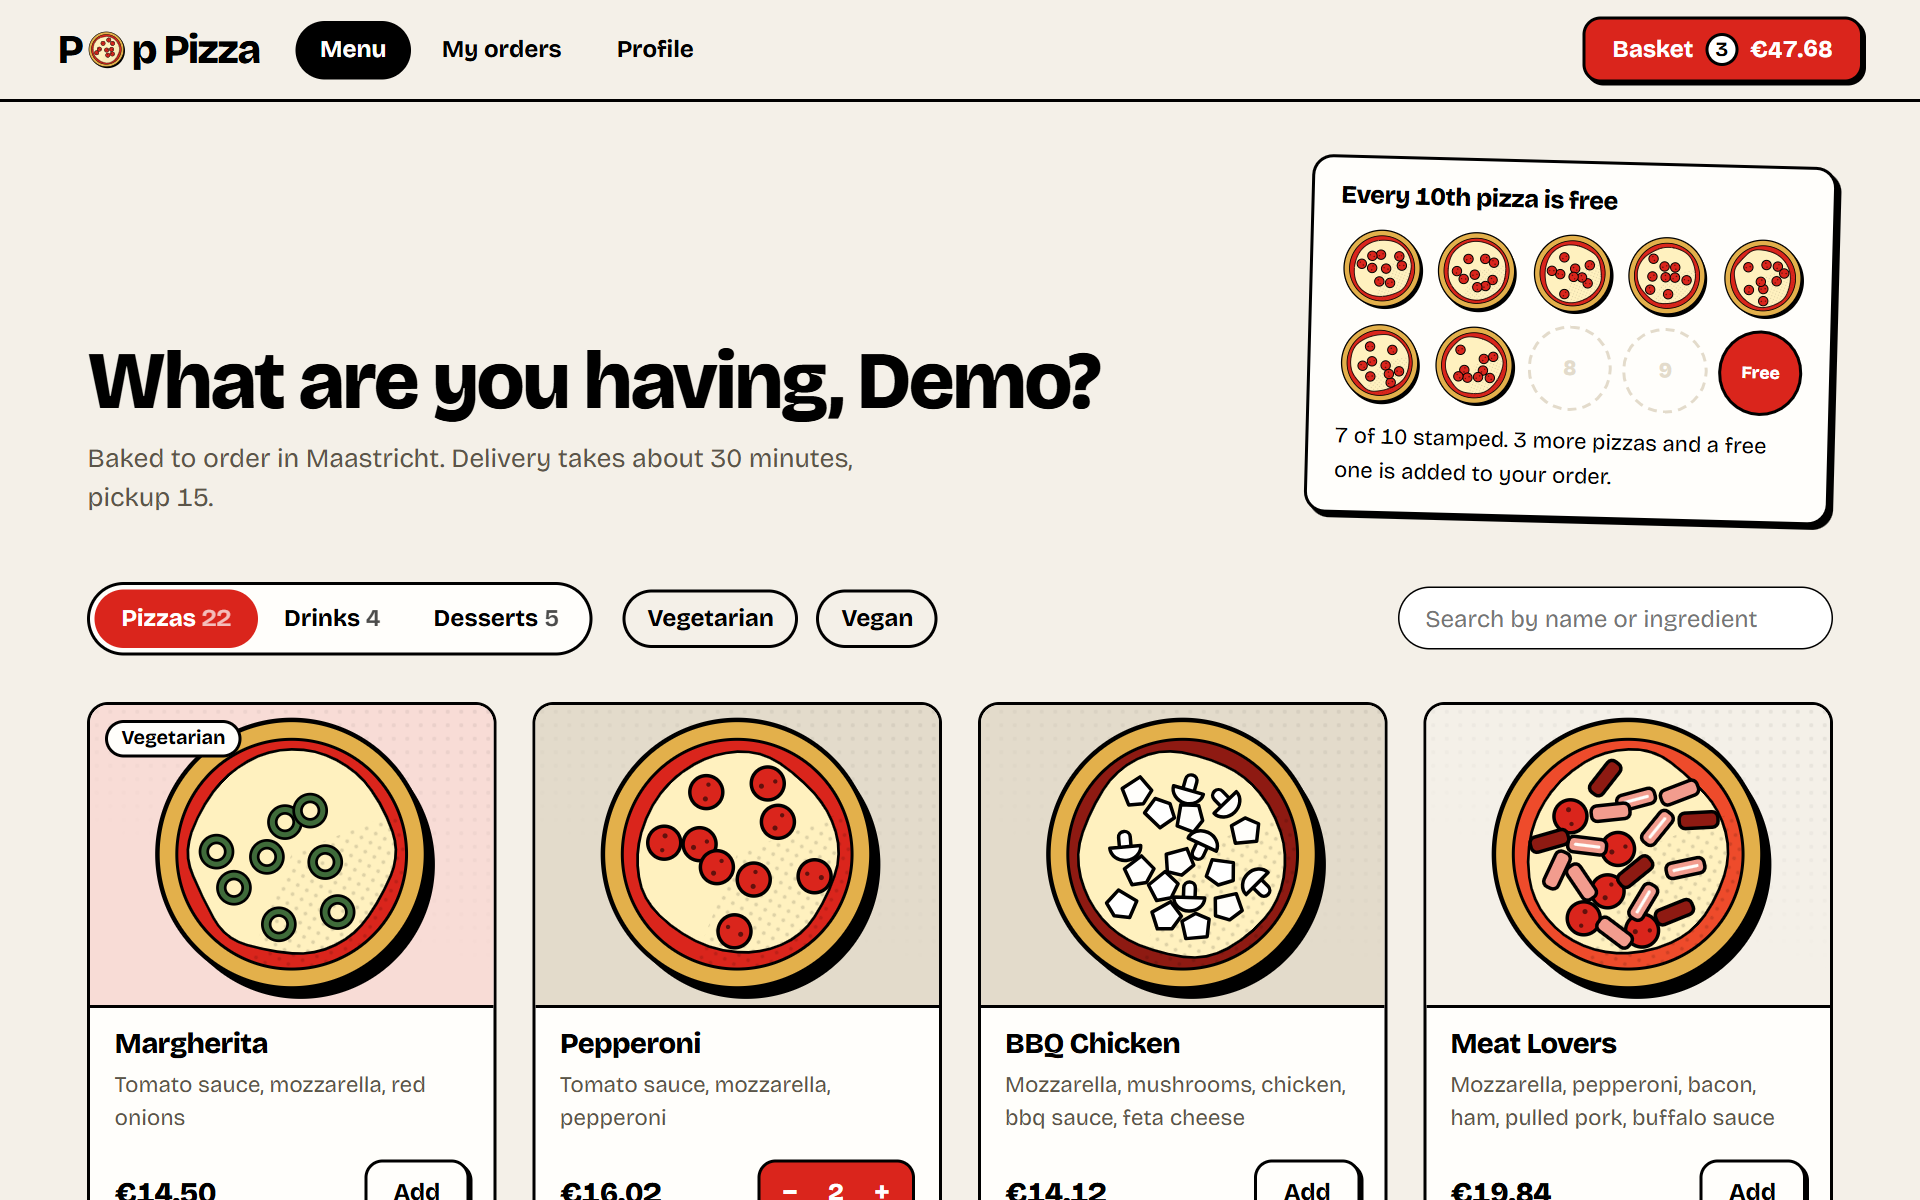 P p Pizza
Menu
My orders
Profile
Basket 3 €47.68
Every 10th pizza is free
8
9
Free
7 of 10 stamped. 3 more pizzas and a free
one is added to your order.
What are you having, Demo?
Baked to order in Maastricht. Delivery takes about 30 minutes,
pickup 15.
Pizzas 22
Drinks 4
Desserts 5
Vegetarian
Vegan
Search by name or ingredient
Vegetarian
Margherita
Tomato sauce, mozzarella, red
onions
€14.50
Add
Pepperoni
Tomato sauce, mozzarella,
pepperoni
€16.02
− 2 +
BBQ Chicken
Mozzarella, mushrooms, chicken,
bbq sauce, feta cheese
€14.12
Add
Meat Lovers
Mozzarella, pepperoni, bacon,
ham, pulled pork, buffalo sauce
€19.84
Add